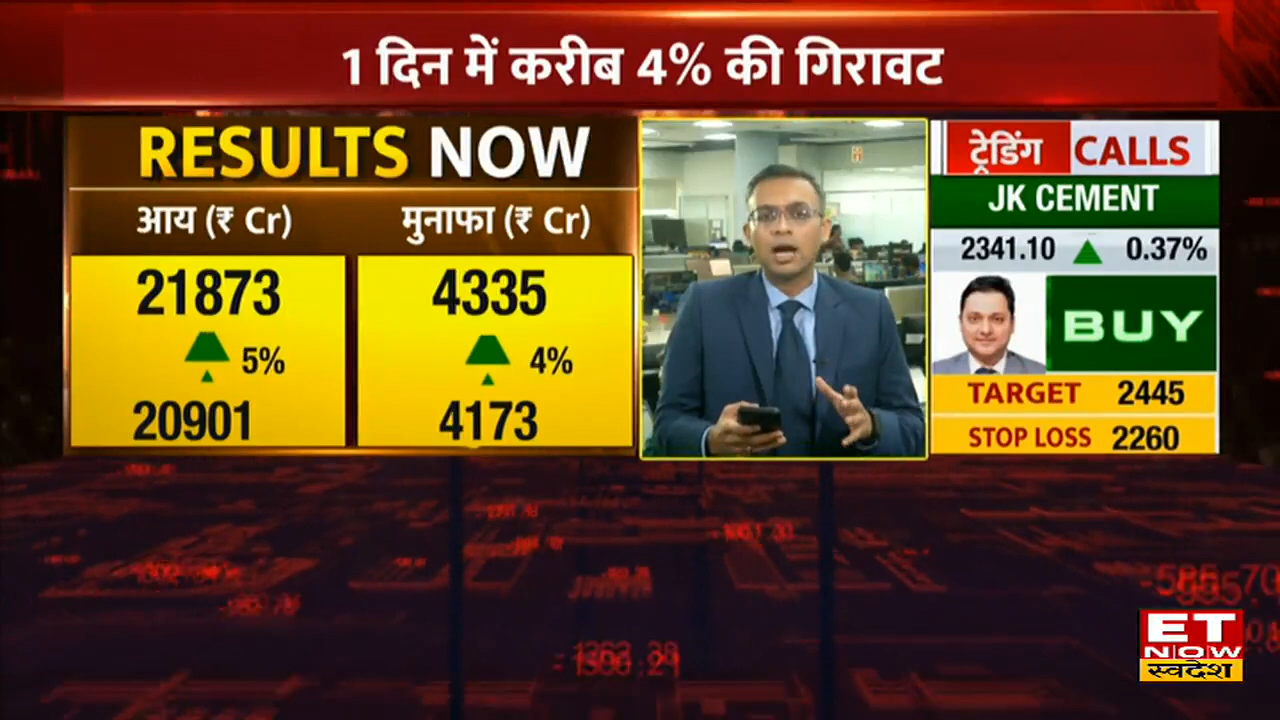 1 दिन में करीब 4% की गिरावट
RESULTS NOW
आय (₹ Cr)
मुनाफा (₹ Cr)
21873
4335
5%
4%
20901
4173
ट्रेडिंग CALLS
JK CEMENT
2341.10 0.37%
BUY
TARGET 2445
STOP LOSS 2260
ET
NOW
स्वदेश